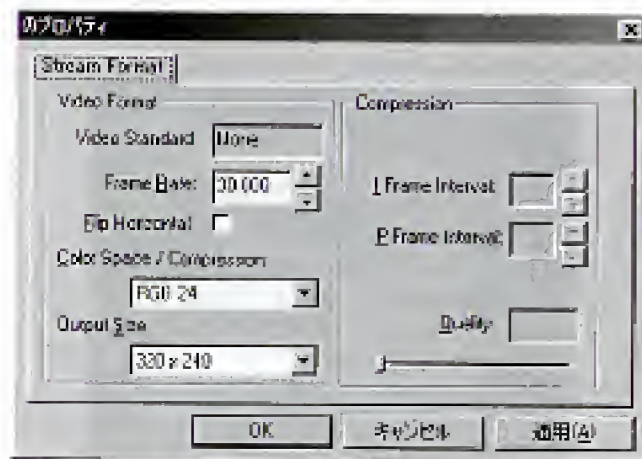 のプロパティ
Stream Format
Video Format
Video Standard
None
Frame Rate:
30.000
Flip Horizontal:
Color Space / Compression
RGB 24
Output Size
320 x 240
Compression
I Frame Interval:
P Frame Interval:
Quality:
OK
キャンセル
適用(A)